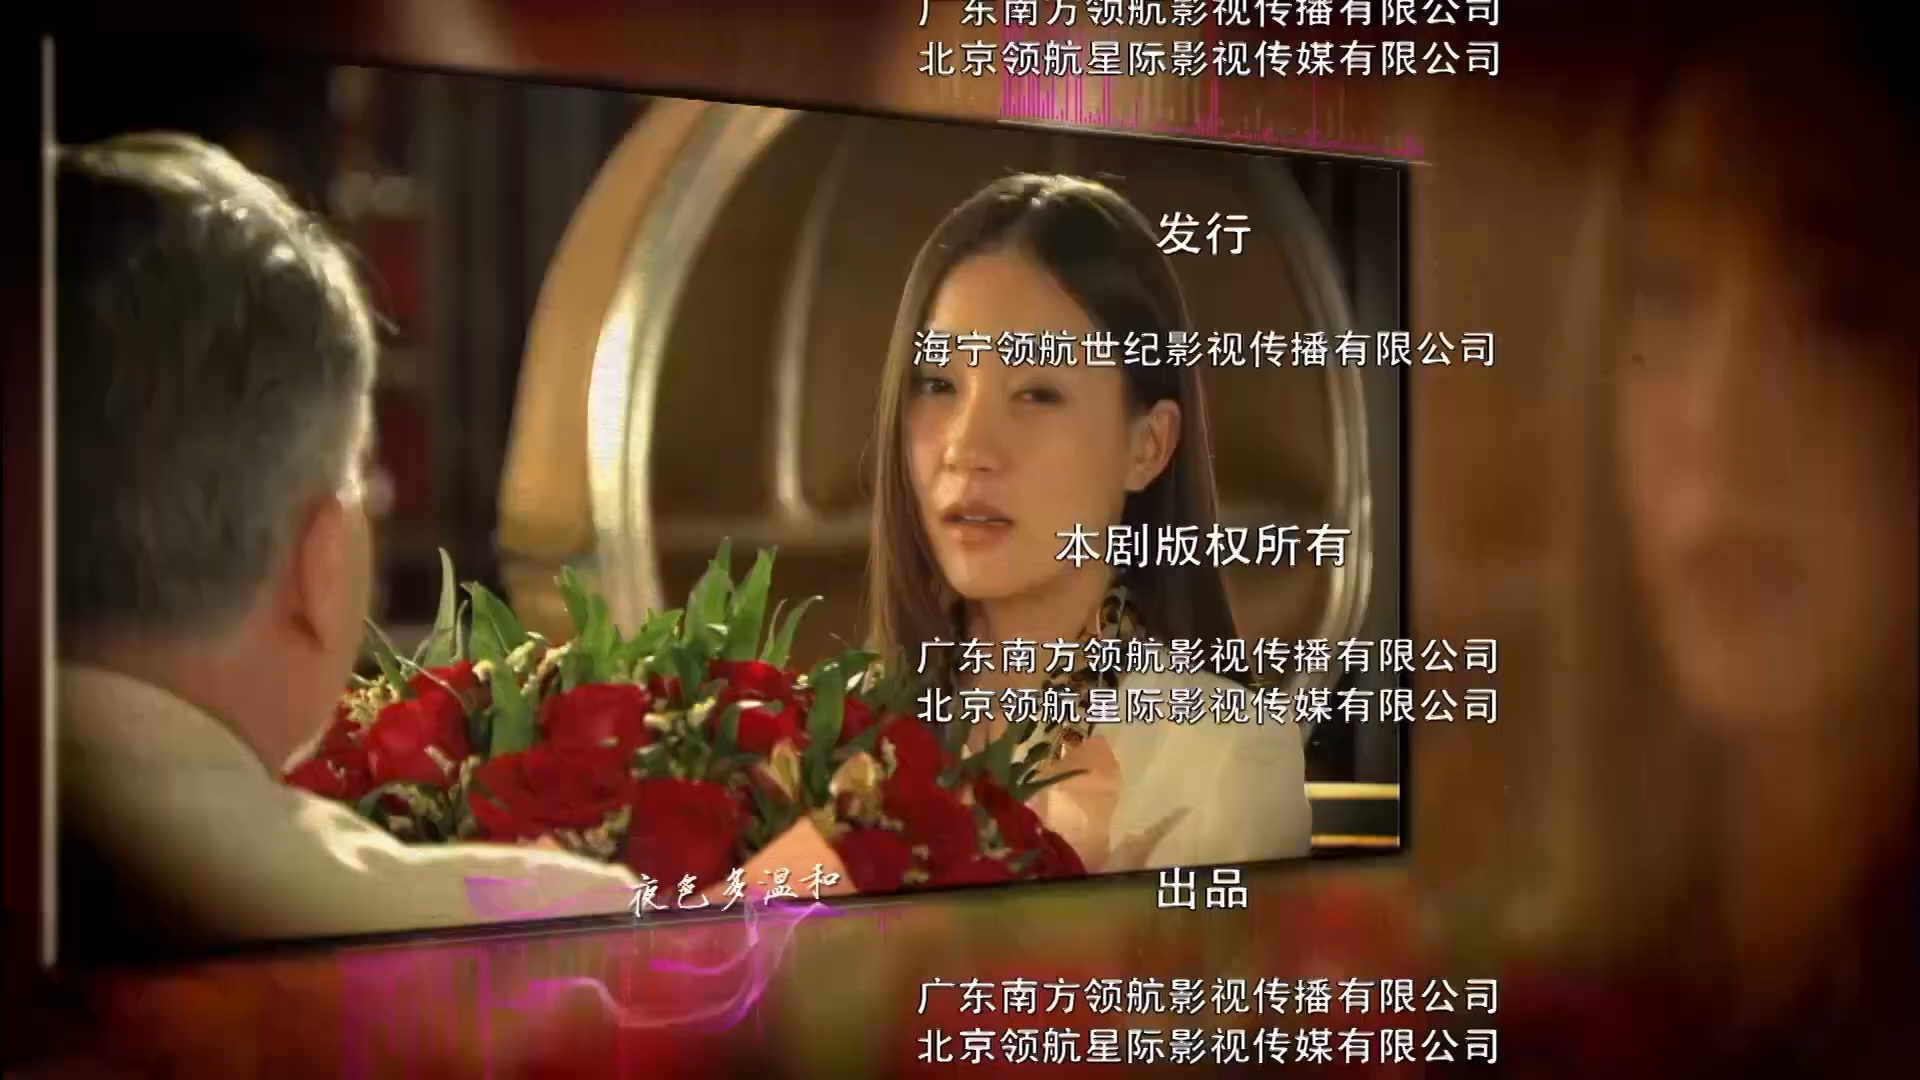 广东南方领航影视传播有限公司
北京领航星际影视传媒有限公司
发行
海宁领航世纪影视传播有限公司
本剧版权所有
广东南方领航影视传播有限公司
北京领航星际影视传媒有限公司
夜色多温和
出品
广东南方领航影视传播有限公司
北京领航星际影视传媒有限公司